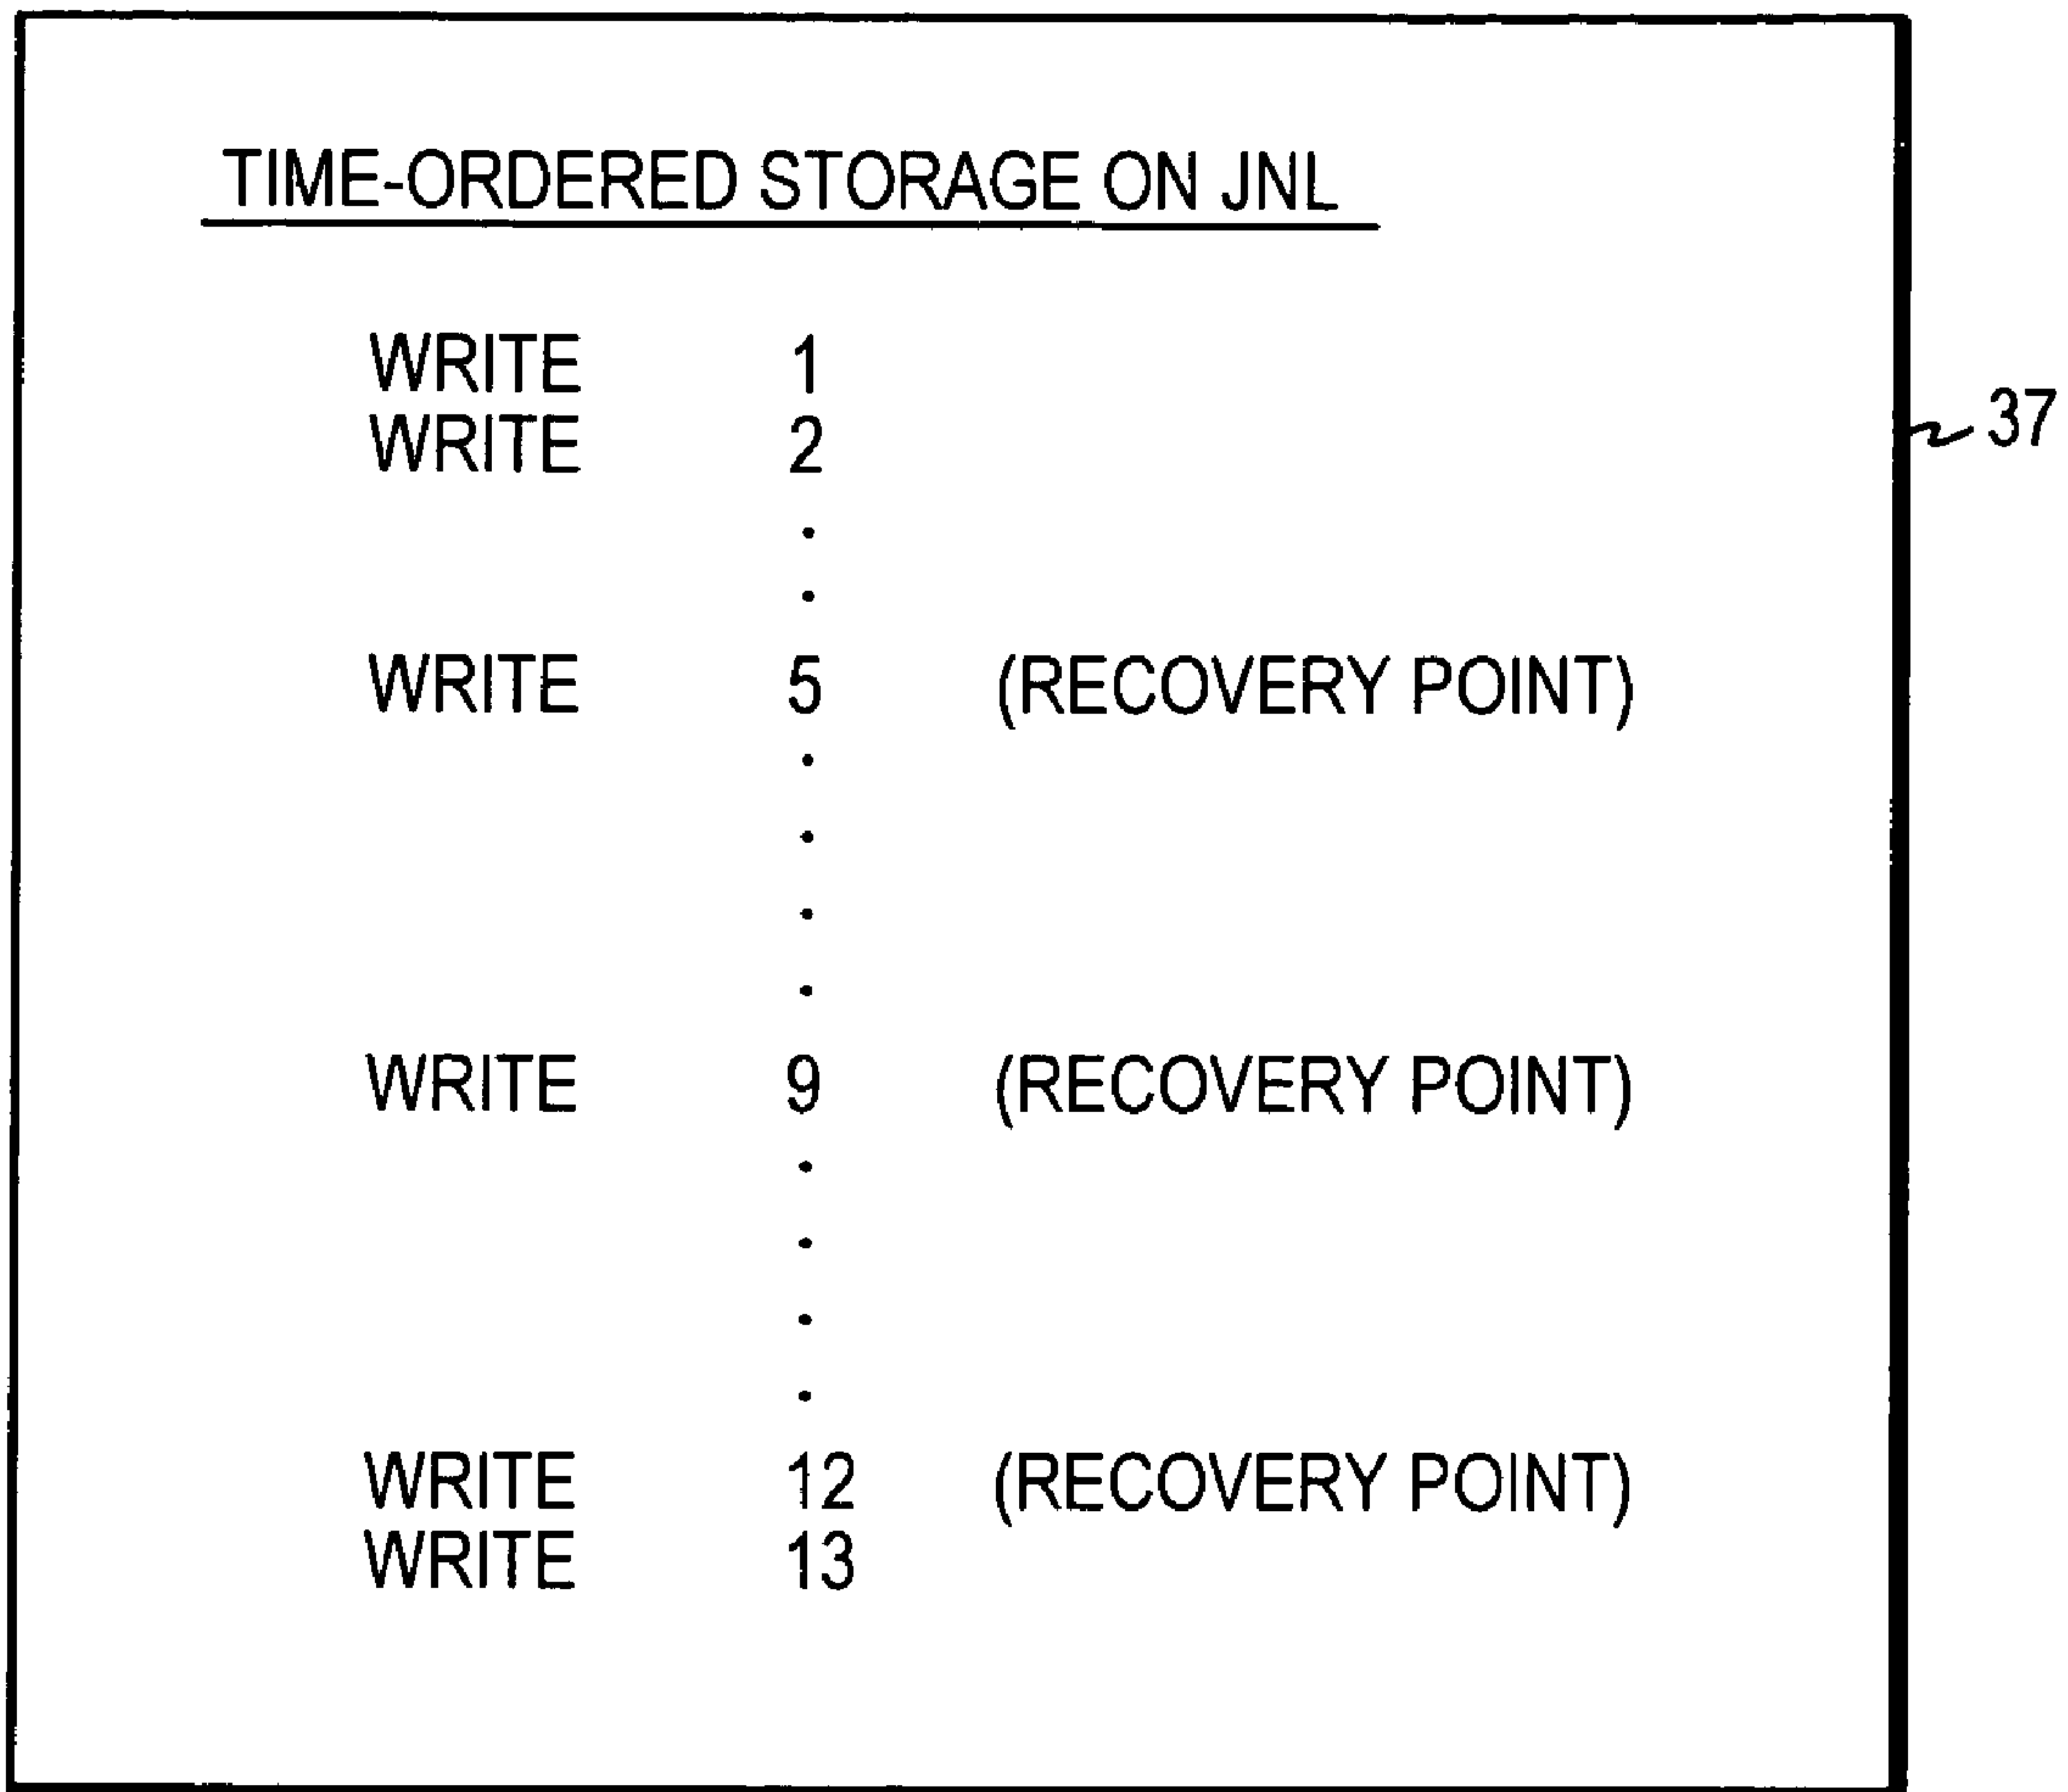 TIME-ORDERED STORAGE ON JNL
WRITE 1
WRITE 2
37
.
.
WRITE 5 (RECOVERY POINT)
.
.
.
.
WRITE 9 (RECOVERY POINT)
.
.
.
.
WRITE 12 (RECOVERY POINT)
WRITE 13